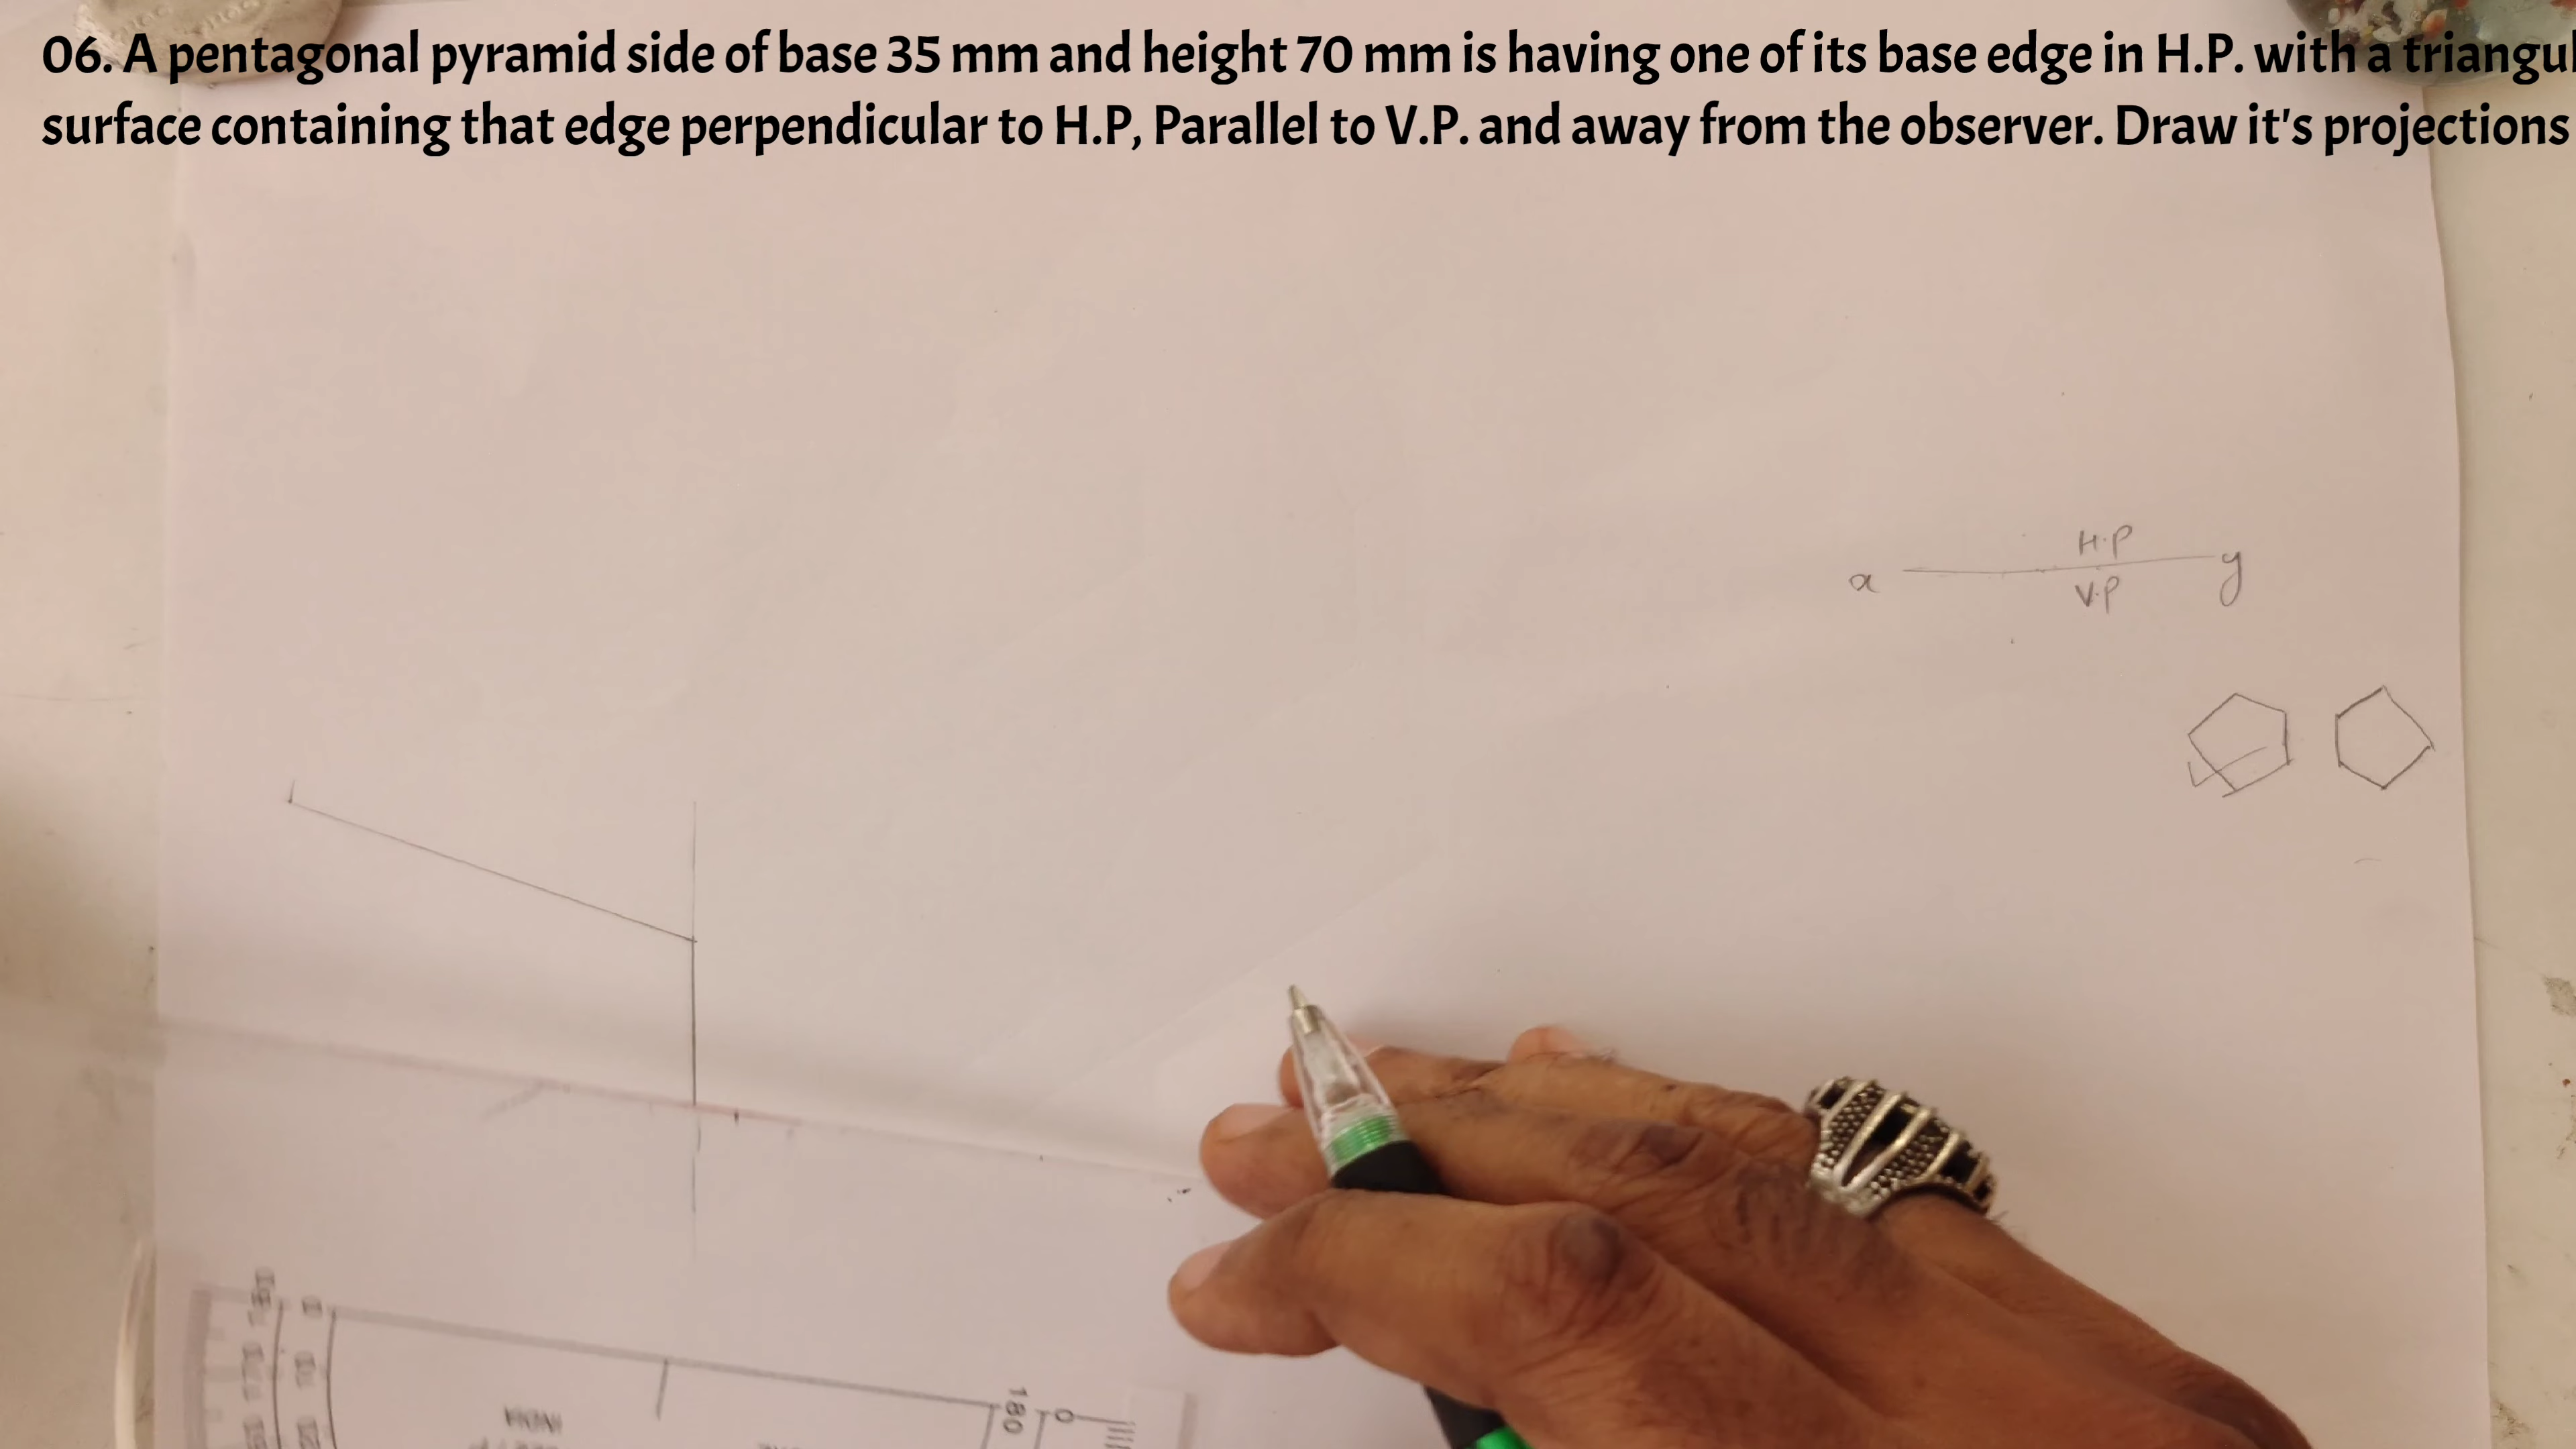 06. A pentagonal pyramid side of base 35 mm and height 70 mm is having one of its base edge in H.P. with a triangul
surface containing that edge perpendicular to H.P, Parallel to V.P. and away from the observer. Draw it's projections
H.P
x y
V.P
180 0